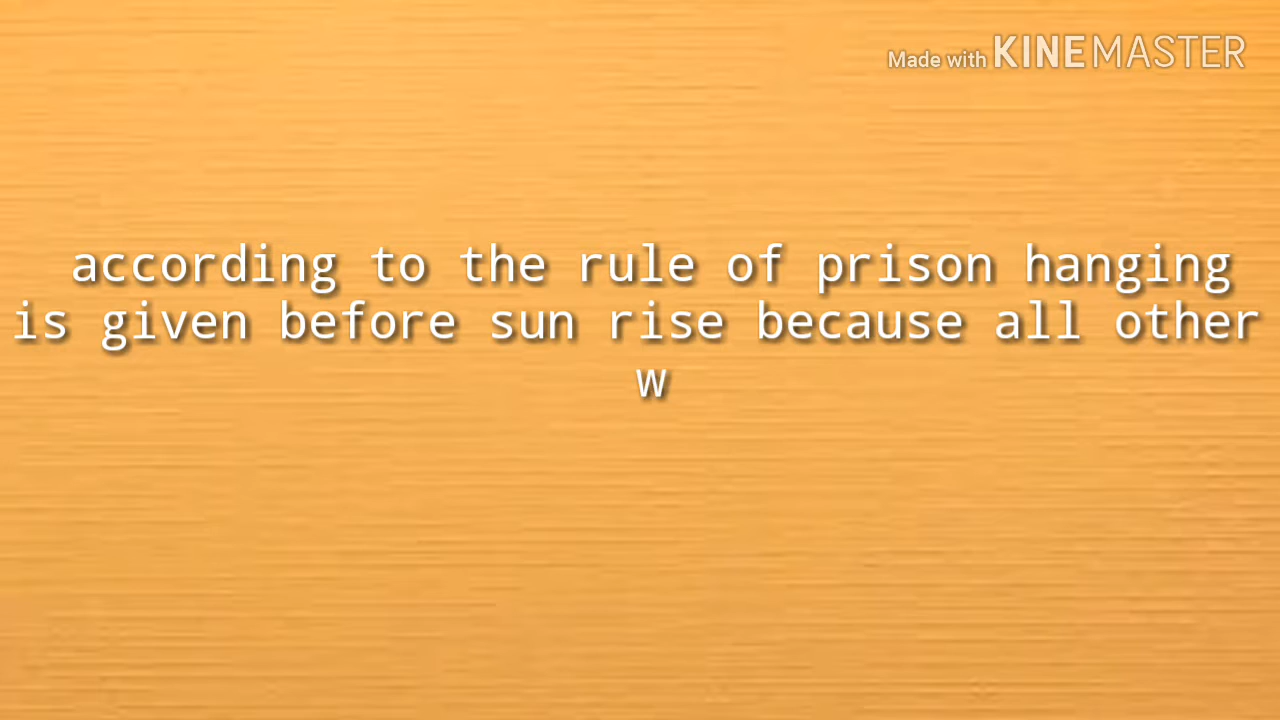 Made with KINEMASTER
according to the rule of prison hanging
is given before sun rise because all other
w